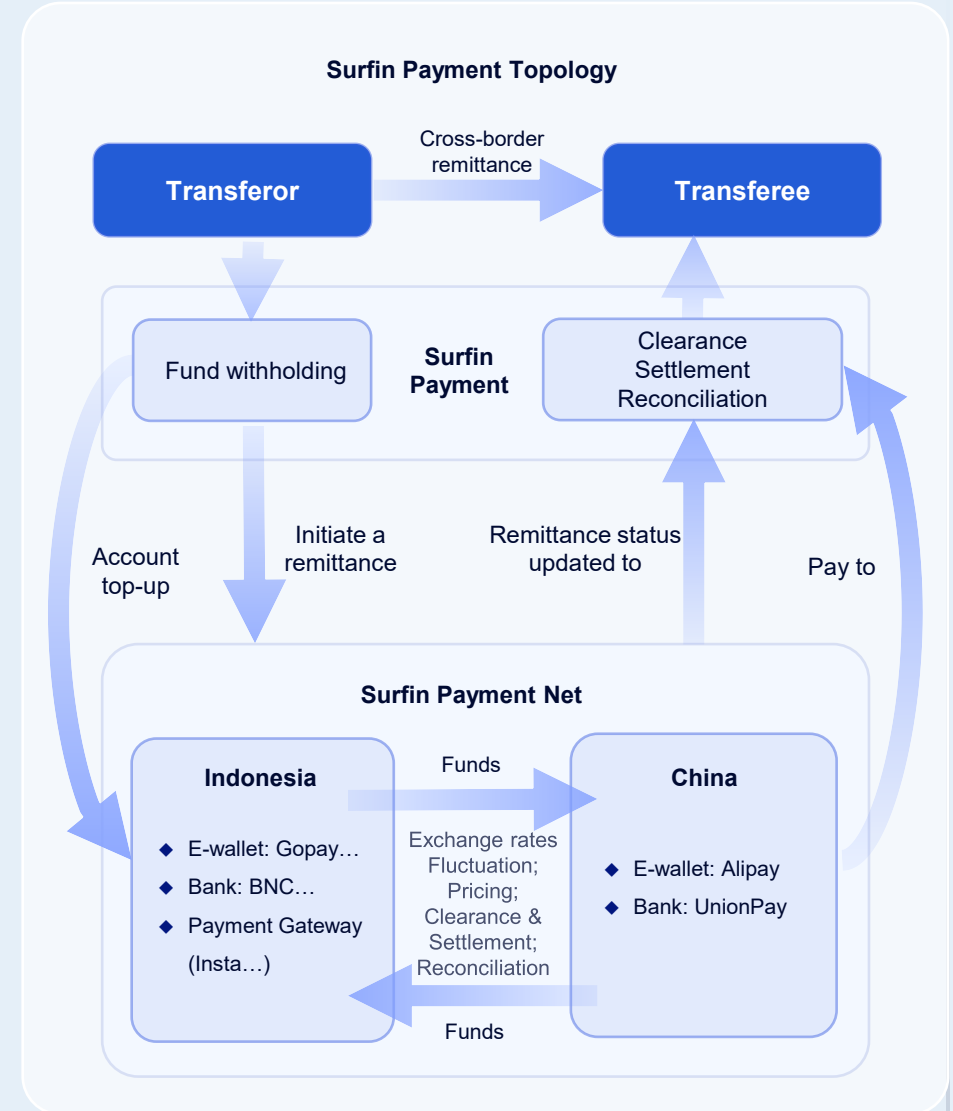 Surfin Payment Topology
Cross-border
remittance
Transferor
Transferee
Fund withholding
Surfin
Payment
Clearance
Settlement
Reconciliation
Account
top-up
Initiate a
remittance
Remittance status
updated to
Pay to
Surfin Payment Net
Indonesia
◆ E-wallet: Gopay…
◆ Bank: BNC…
◆ Payment Gateway
(Insta…)
Funds
Exchange rates
Fluctuation;
Pricing;
Clearance &
Settlement;
Reconciliation
Funds
China
◆ E-wallet: Alipay
◆ Bank: UnionPay